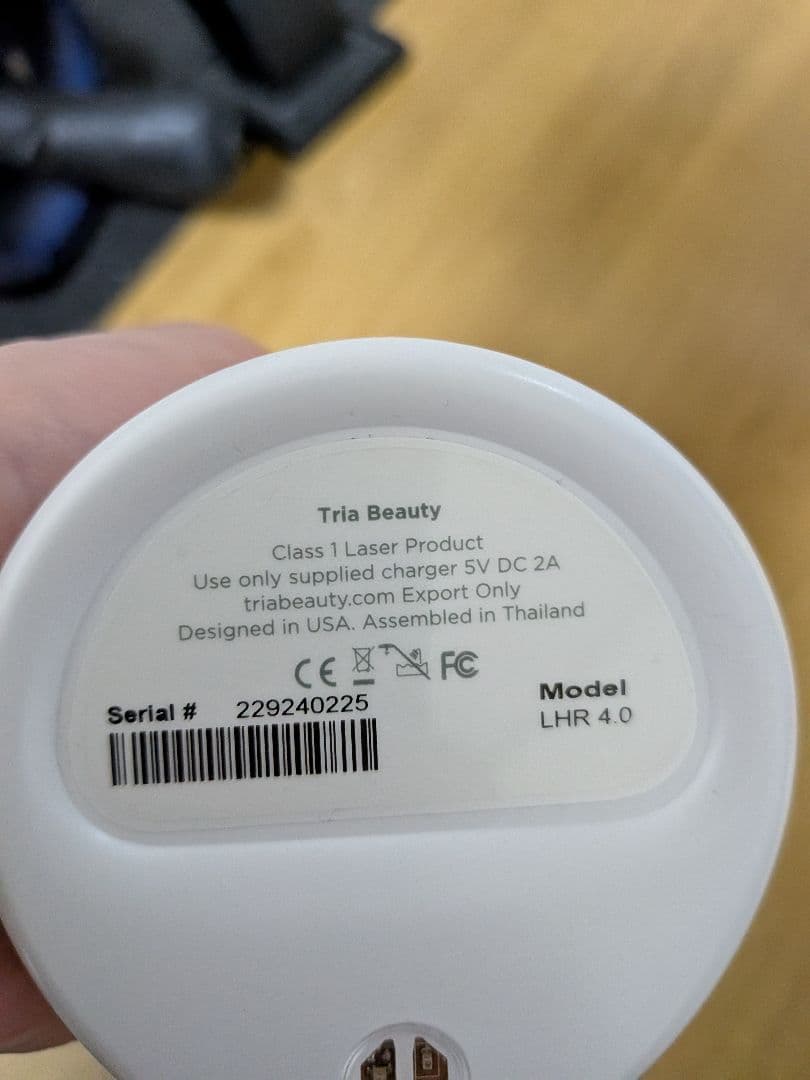 Tria Beauty
Class 1 Laser Product
Use only supplied charger 5V DC 2A
triabeauty.com Export Only
Designed in USA. Assembled in Thailand
CE FC
Serial # 229240225
Model
LHR 4.0